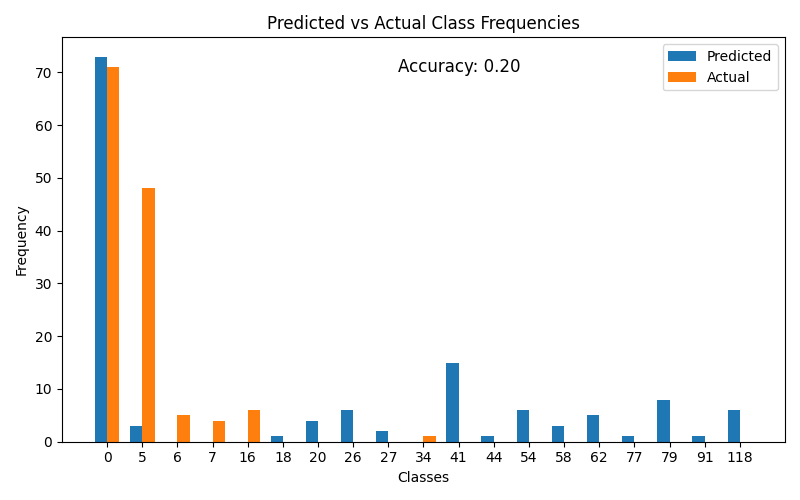 Predicted vs Actual Class Frequencies
Accuracy: 0.20
Predicted
Actual
Frequency
70
60
50
40
30
20
10
0
0 5 6 7 16 18 20 26 27 34 41 44 54 58 62 77 79 91 118
Classes